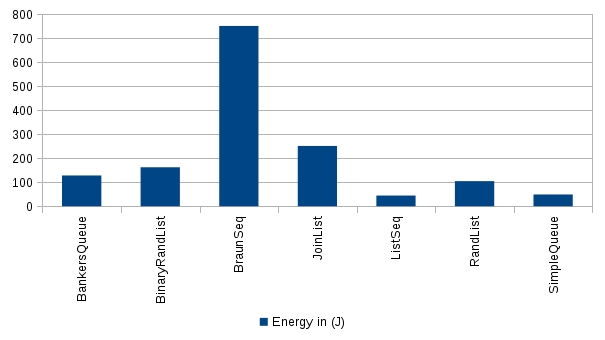 800
700
600
500
400
300
200
100
0
BankersQueue
BinaryRandList
BraunSeq
JoinList
ListSeq
RandList
SimpleQueue
Energy in (J)